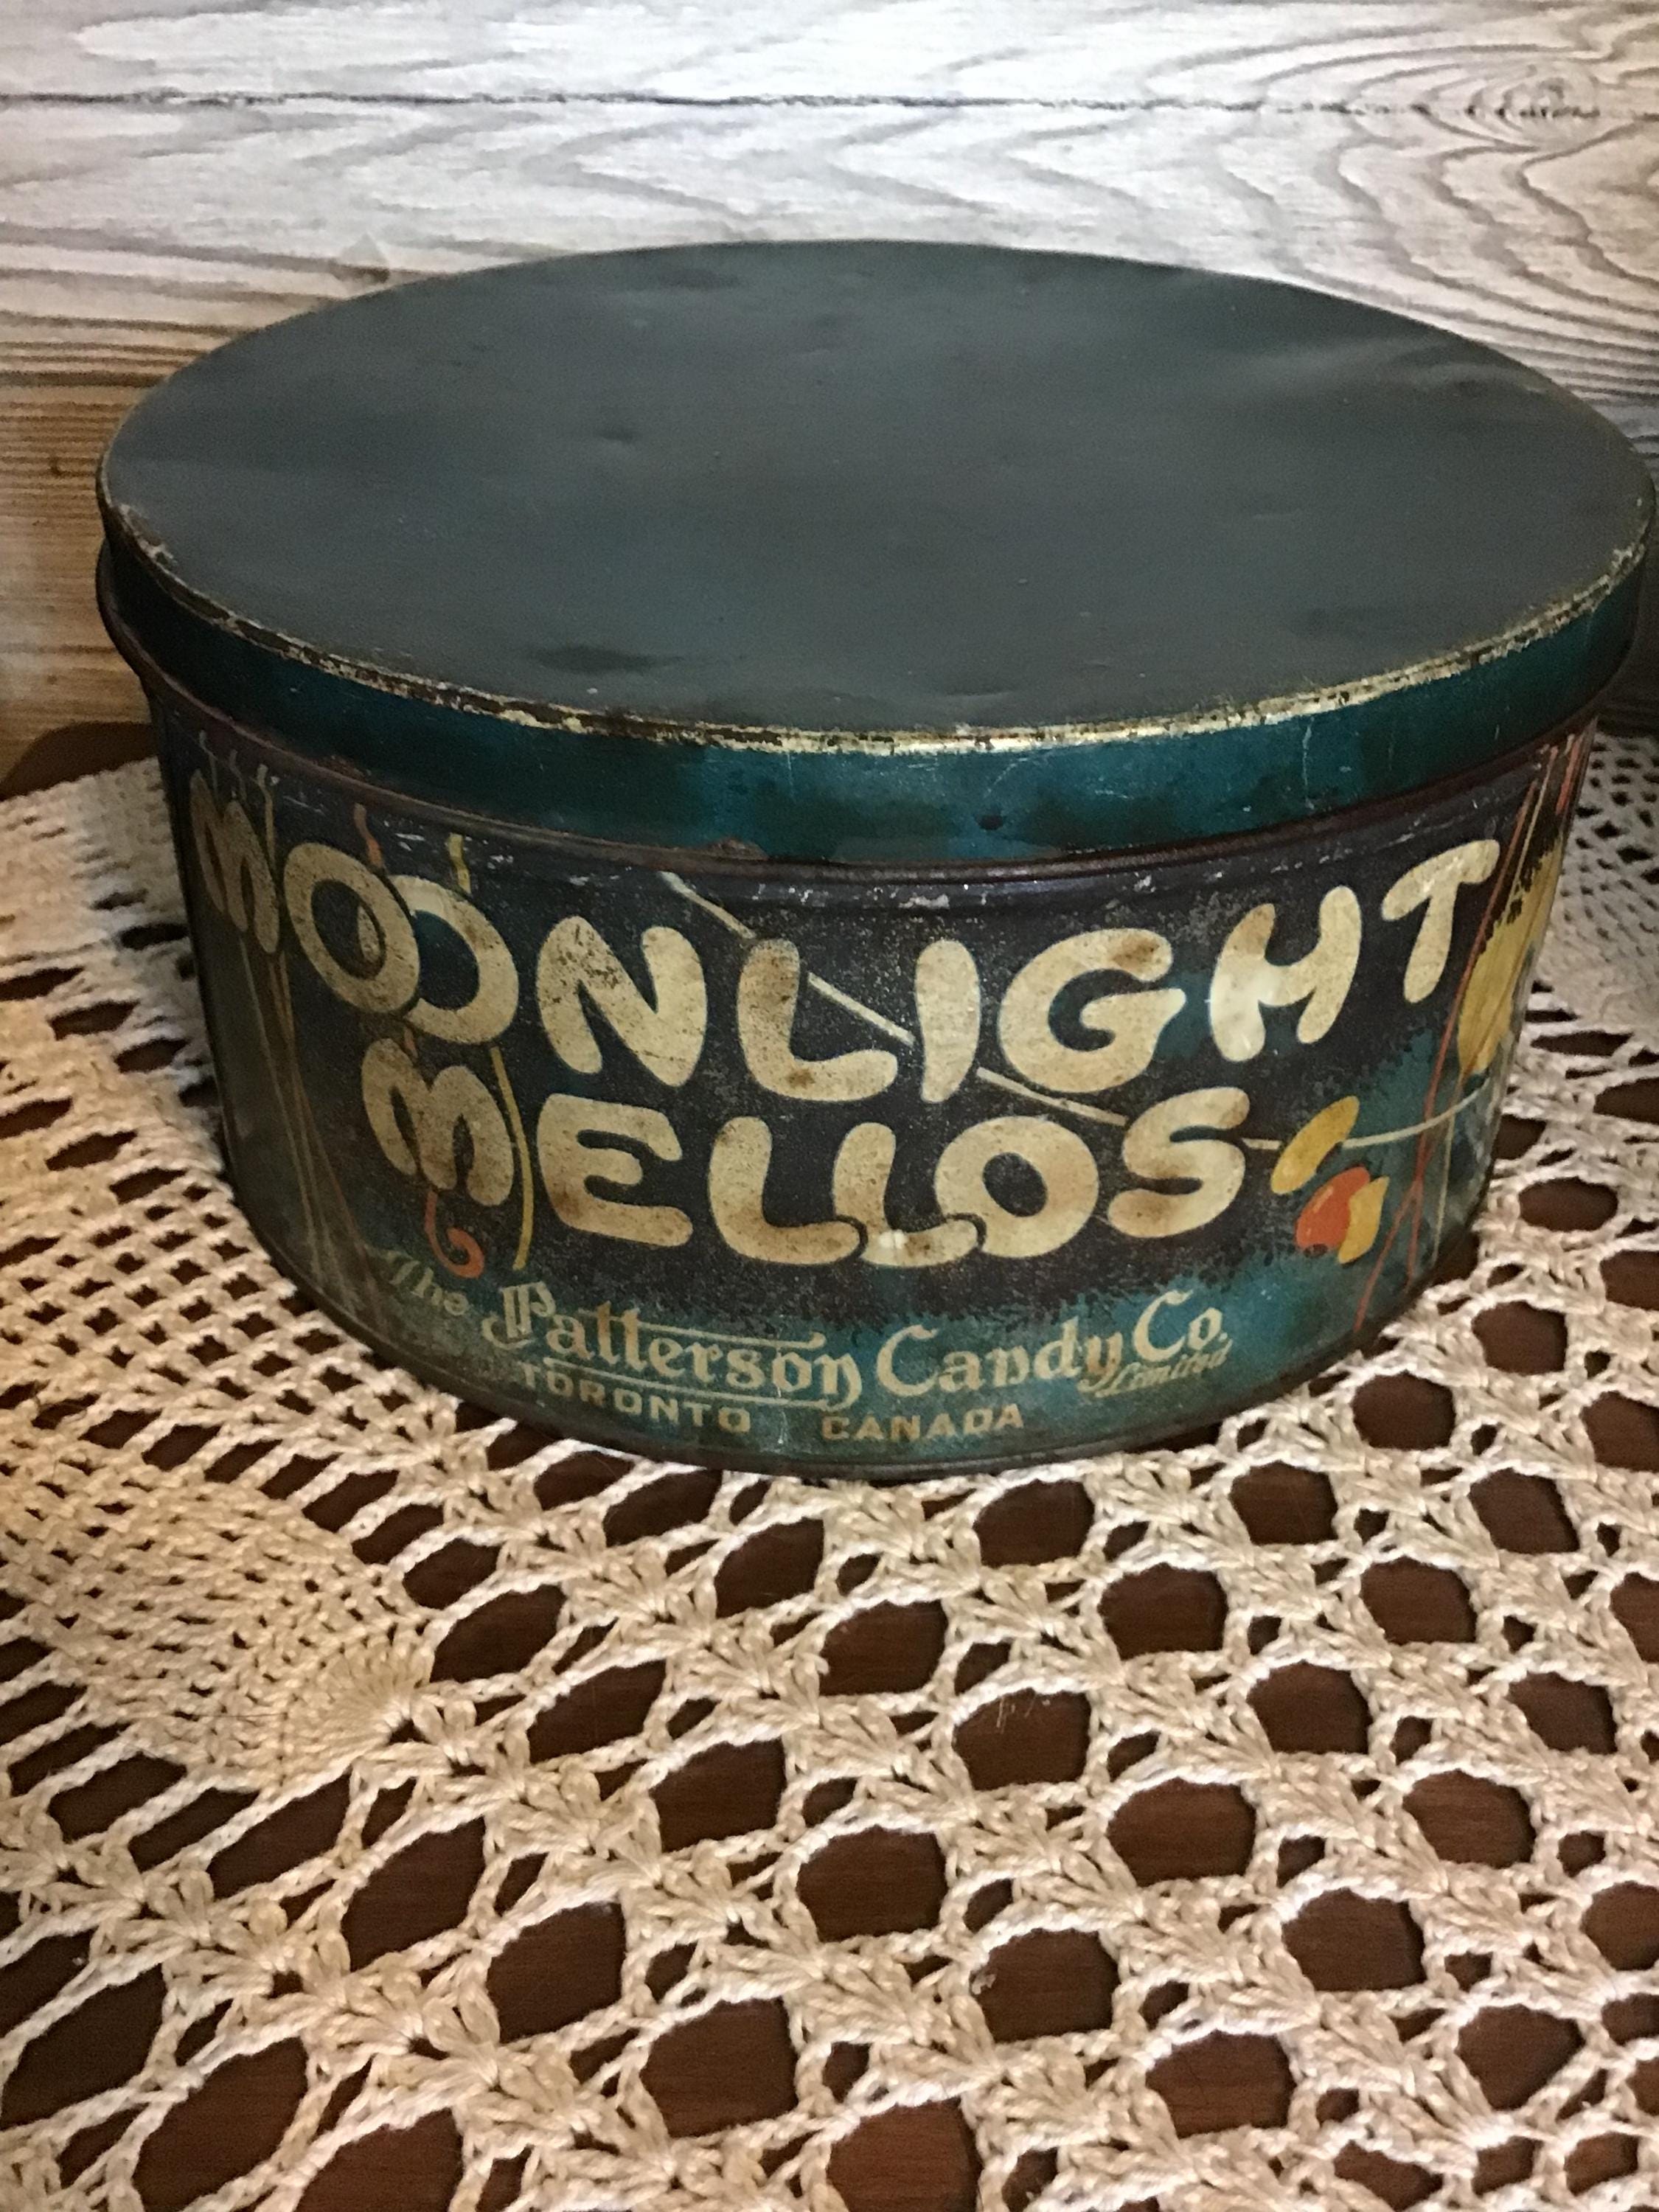 MOONLIGHT
MELLOS
The Patterson Candy Co.
Limited
TORONTO CANADA